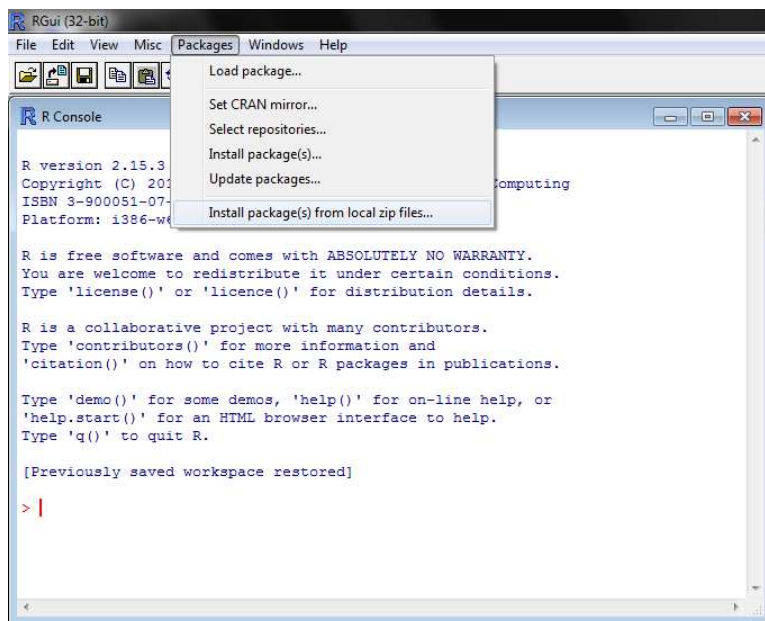 RGui (32-bit)
File Edit View Misc Packages Windows Help
Load package...
Set CRAN mirror...
Select repositories...
Install package(s)...
Update packages...
Install package(s) from local zip files...
R Console
R version 2.15.3
Copyright (C) omputing
ISBN 3-900051-07-
Platform:
R is free software and comes with ABSOLUTELY NO WARRANTY.
You are welcome to redistribute it under certain conditions.
Type 'license()' or 'licence()' for distribution details.
R is a collaborative project with many contributors.
Type 'contributors()' for more information and
'citation()' on how to cite R or R packages in publications.
Type 'demo()' for some demos, 'help()' for on-line help, or
'help.start()' for an HTML browser interface to help.
Type 'q()' to quit R.
[Previously saved workspace restored]
>